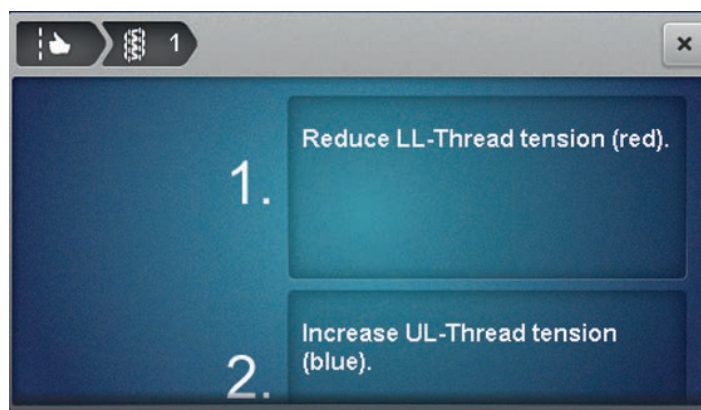 1
1.
Reduce LL-Thread tension (red).
2.
Increase UL-Thread tension
(blue).